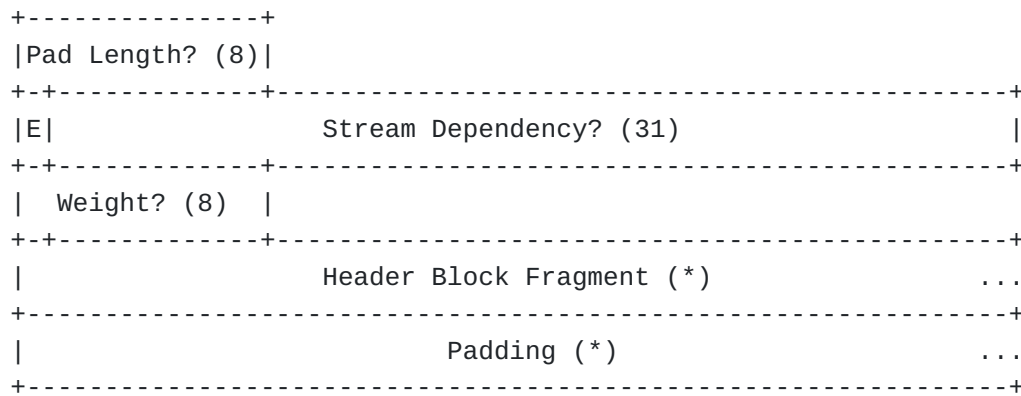 +---------------+
|Pad Length? (8)|
+-+-------------+-----------------------------------------------+
|E|                 Stream Dependency? (31)                     |
+-+-------------+-----------------------------------------------+
|  Weight? (8)  |
+-+-------------+-----------------------------------------------+
|                   Header Block Fragment (*)                 ...
+---------------------------------------------------------------+
|                           Padding (*)                       ...
+---------------------------------------------------------------+